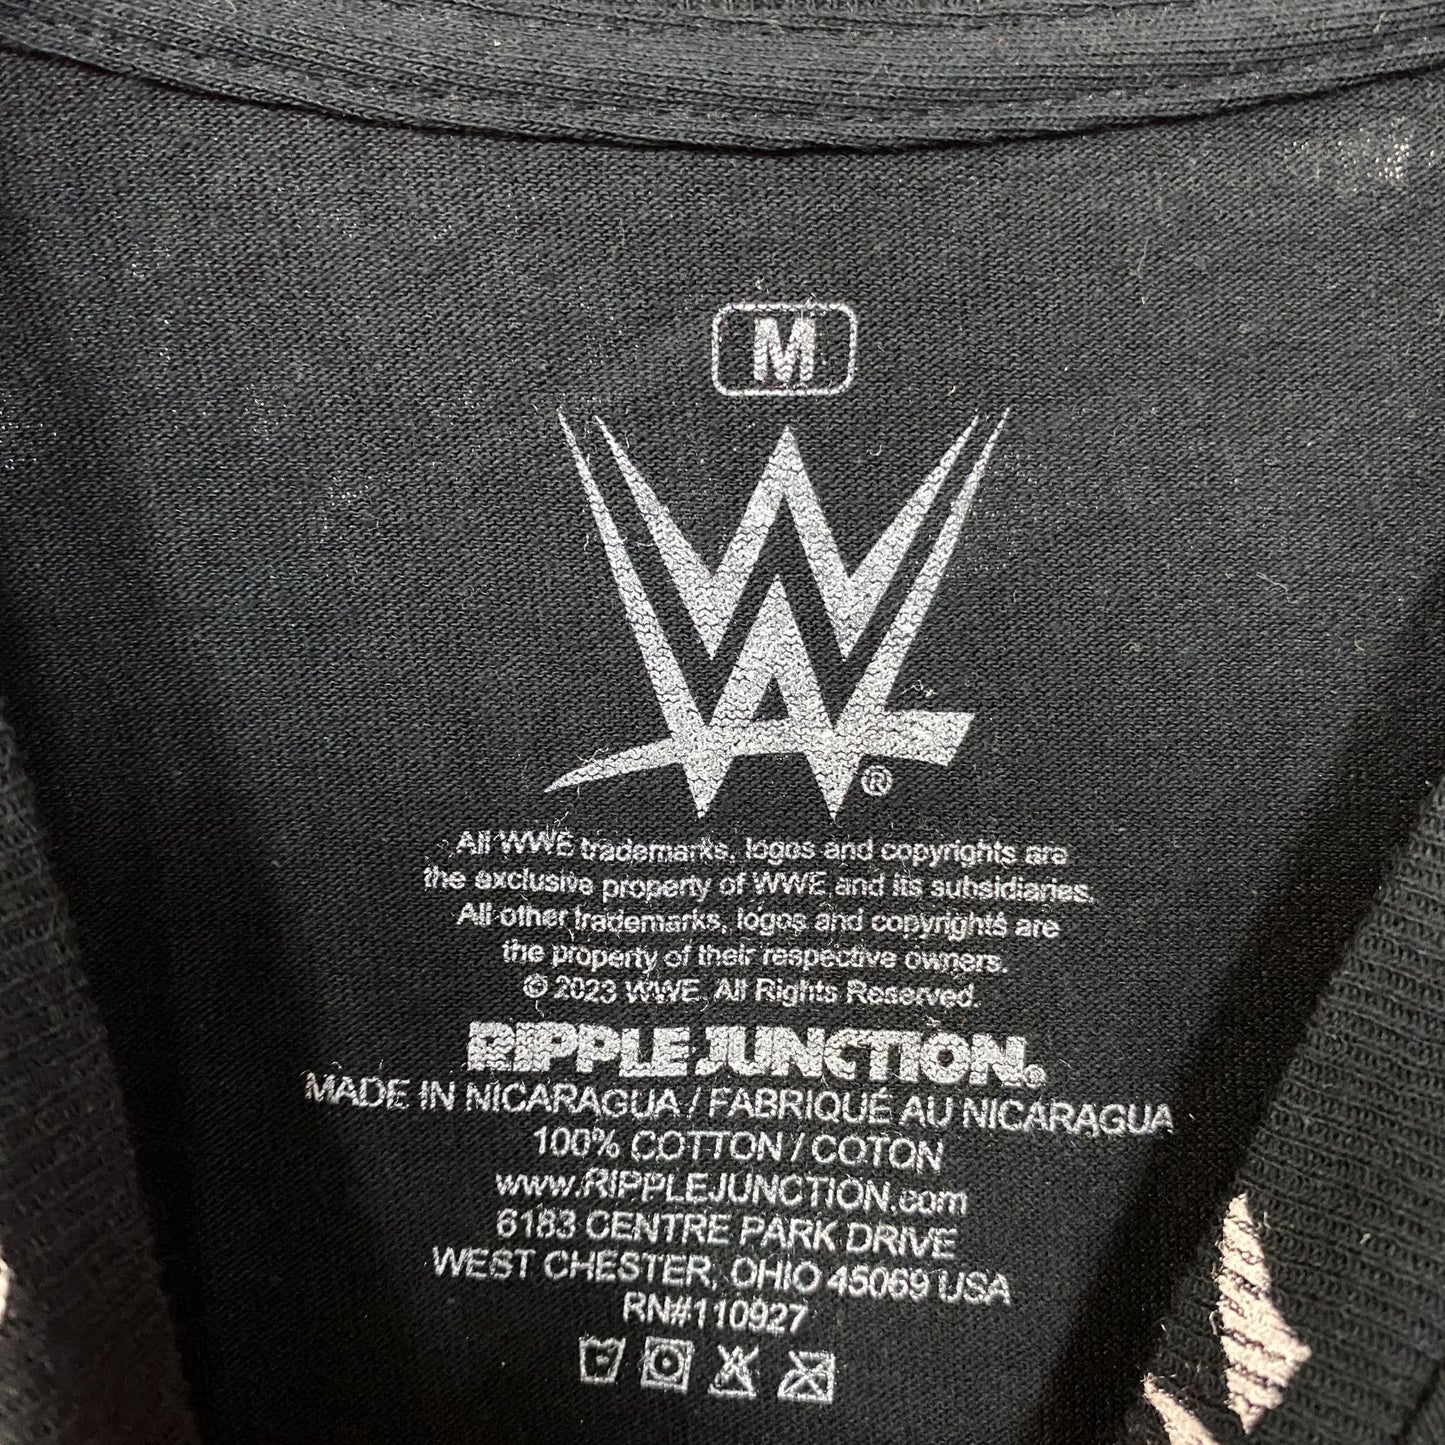 M
W
®
All WWE trademarks, logos and copyrights are
the exclusive property of WWE and its subsidiaries.
All other trademarks, logos and copyrights are
the property of their respective owners.
© 2023 WWE. All Rights Reserved.
RIPPLE JUNCTION®
MADE IN NICARAGUA / FABRIQUÉ AU NICARAGUA
100% COTTON / COTON
www.RIPPLEJUNCTION.com
6183 CENTRE PARK DRIVE
WEST CHESTER, OHIO 45069 USA
RN#110927